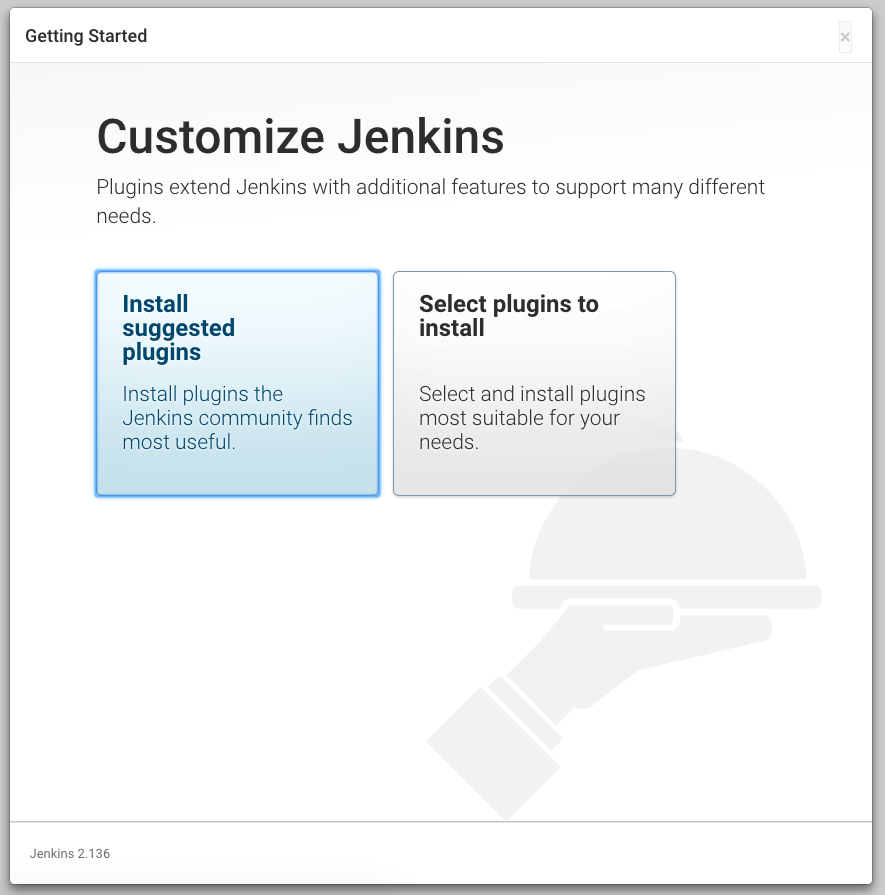 Getting Started
×
Customize Jenkins
Plugins extend Jenkins with additional features to support many different
needs.
Install
suggested
plugins
Install plugins the
Jenkins community finds
most useful.
Select plugins to
install
Select and install plugins
most suitable for your
needs.
Jenkins 2.136